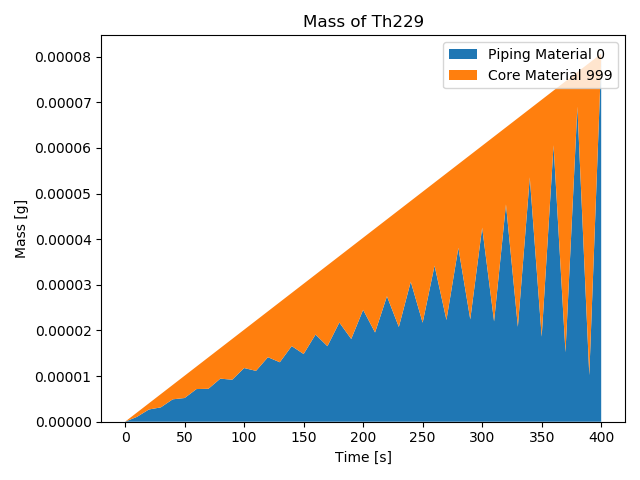 Mass of Th229
Piping Material 0
Core Material 999
0.00008
0.00007
0.00006
0.00005
0.00004
0.00003
0.00002
0.00001
0.00000
Mass [g]
0 50 100 150 200 250 300 350 400
Time [s]